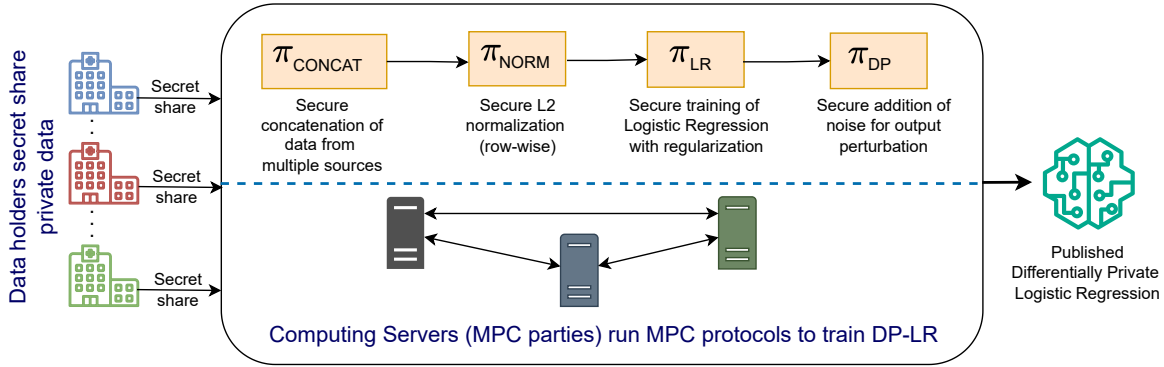 Data holders secret share
private data
Secret
share
Secret
share
Secret
share
πCONCAT
πNORM
πLR
πDP
Secure
concatenation of
data from
multiple sources
Secure L2
normalization
(row-wise)
Secure training of
Logistic Regression
with regularization
Secure addition of
noise for output
perturbation
Computing Servers (MPC parties) run MPC protocols to train DP-LR
Published
Differentially Private
Logistic Regression